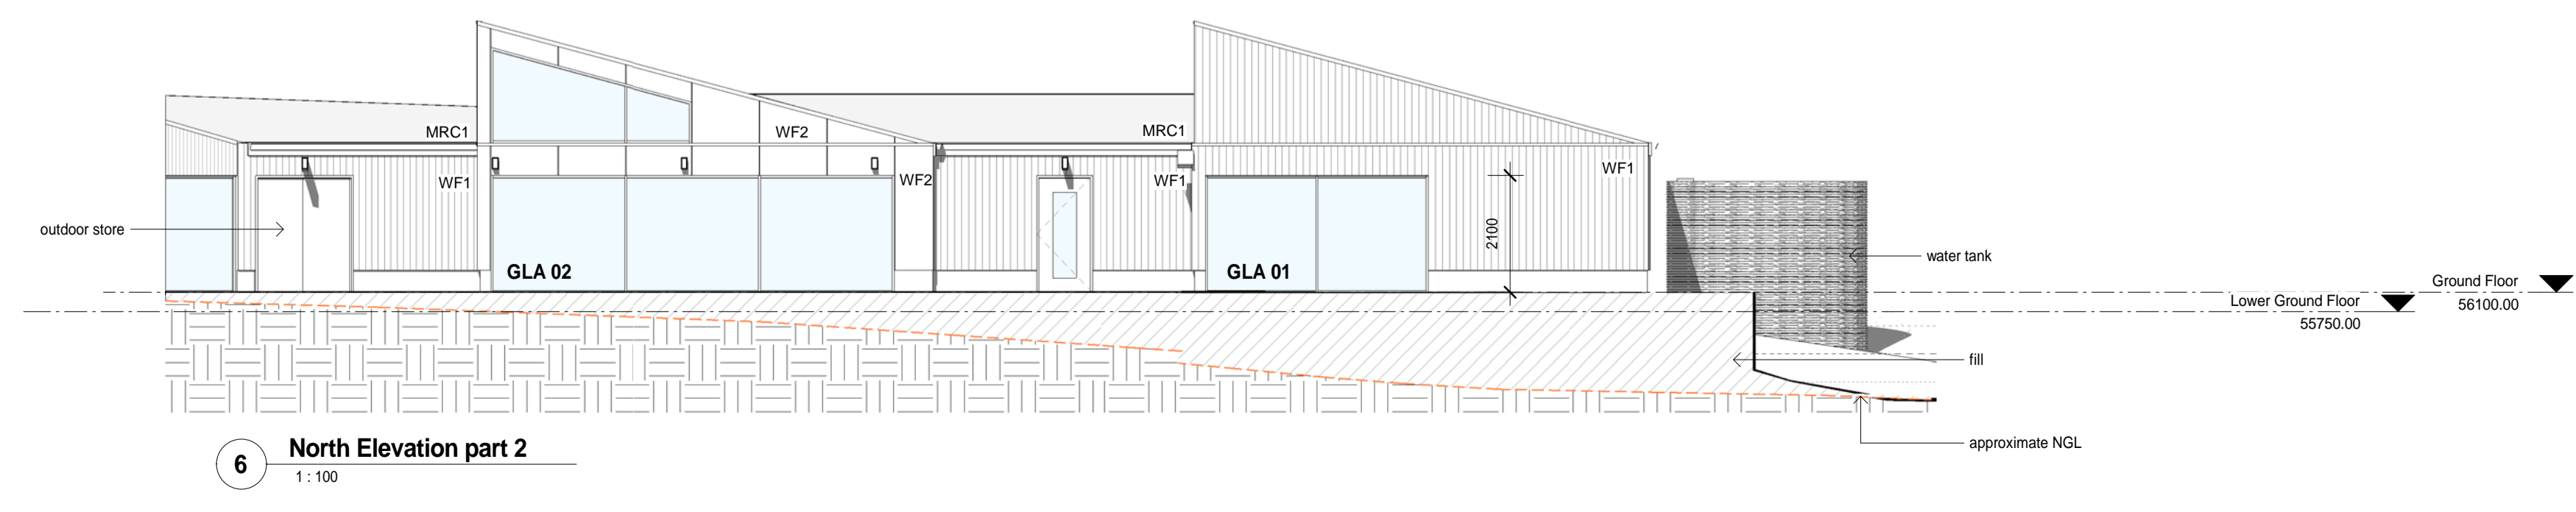 MRC1
WF2
MRC1
WF1
WF2
WF1
WF1
outdoor store
2100
GLA 02
GLA 01
water tank
Ground Floor
56100.00
Lower Ground Floor
55750.00
fill
approximate NGL
6
North Elevation part 2
1 : 100